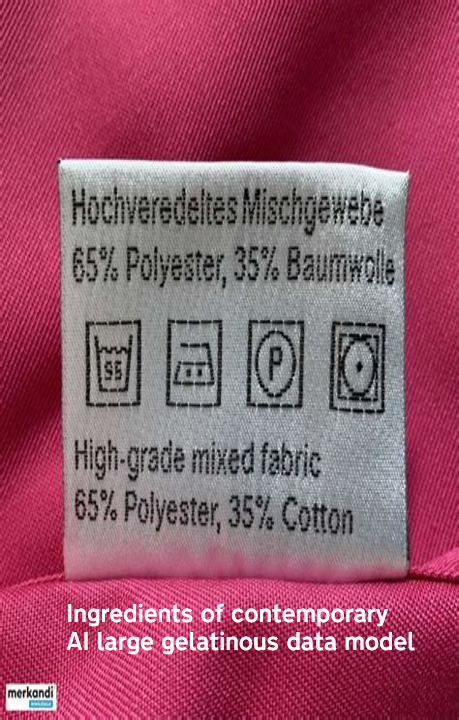 Hochveredeltes Mischgewebe
65% Polyester, 35% Baumwolle
95 P
High-grade mixed fabric
65% Polyester, 35% Cotton
Ingredients of contemporary
AI large gelatinous data model
merkandi
WHOLESALE